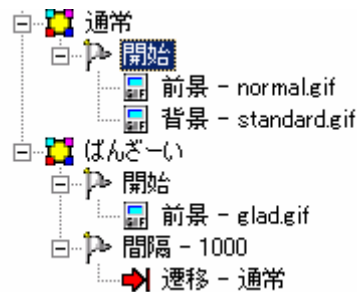 通常
開始
前景 - normal.gif
背景 - standard.gif
ばんざーい
開始
前景 - glad.gif
間隔 - 1000
遷移 - 通常